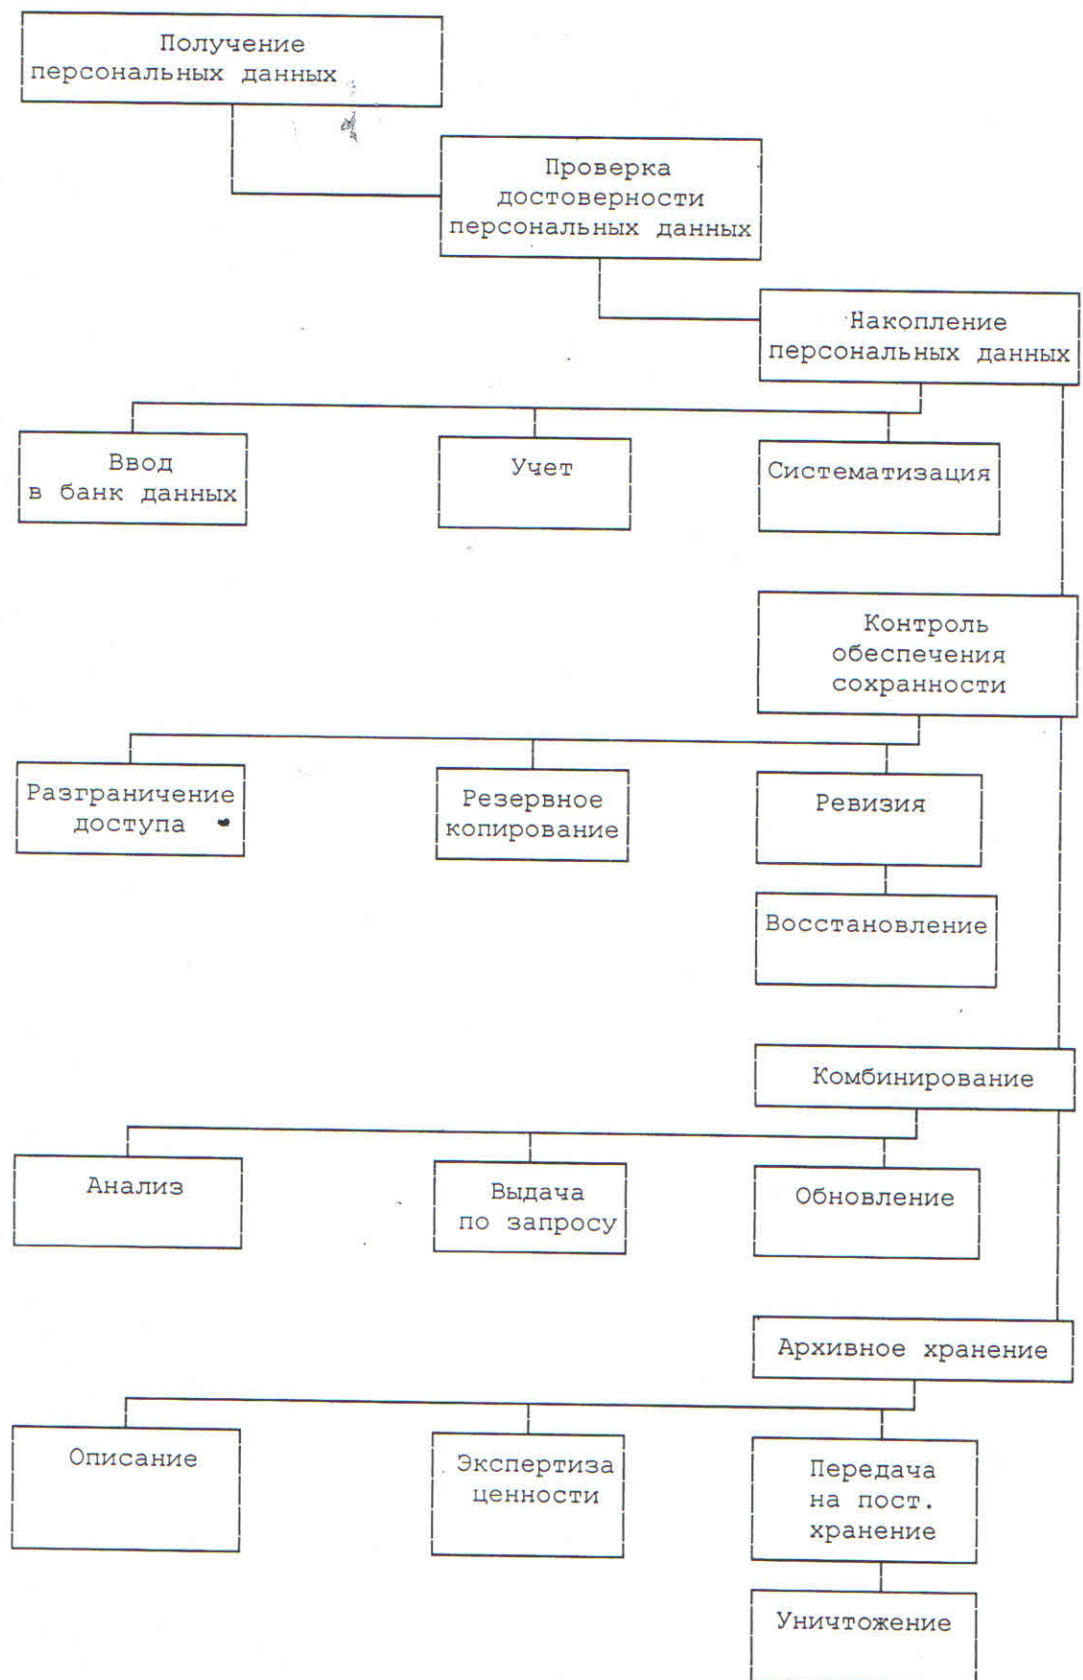 Получение
персональных данных
Проверка
достоверности
персональных данных
Накопление
персональных данных
Ввод
в банк данных
Учет
Систематизация
Контроль
обеспечения
сохранности
Разграничение
доступа
Резервное
копирование
Ревизия
Восстановление
Комбинирование
Анализ
Выдача
по запросу
Обновление
Архивное хранение
Описание
Экспертиза
ценности
Передача
на пост.
хранение
Уничтожение